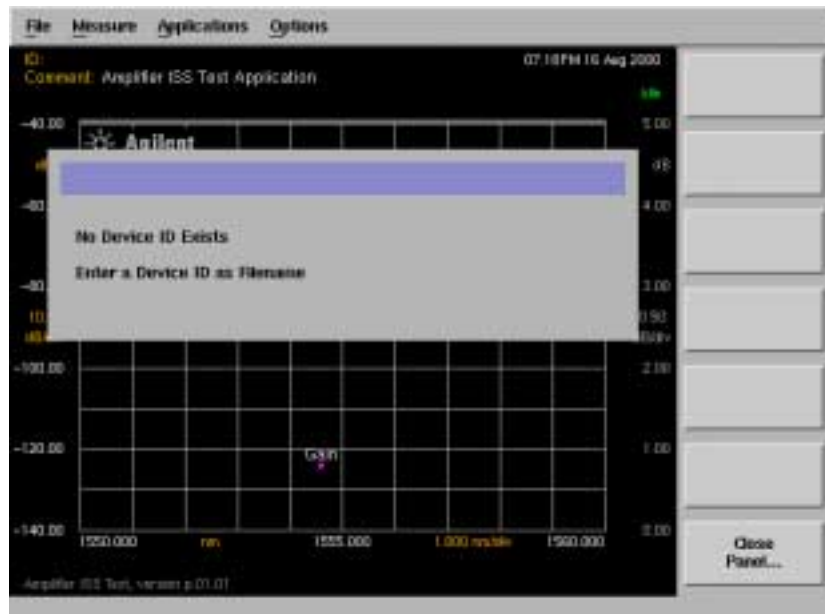 File Measure Applications Options
ID: 07:18PM 16 Aug 2000
Comment: Amplifier ISS Test Application
Idle
-40.00 5.00
Agilent
dB
4.00
No Device ID Exists
Enter a Device ID as Filename
3.00
-100.00 2.00
-120.00 Gain 1.00
-140.00 0.00
1550.000 nm 1555.000 1.000 nm/div 1560.000
Close
Panel...
Amplifier ISS Test, version p.01.01